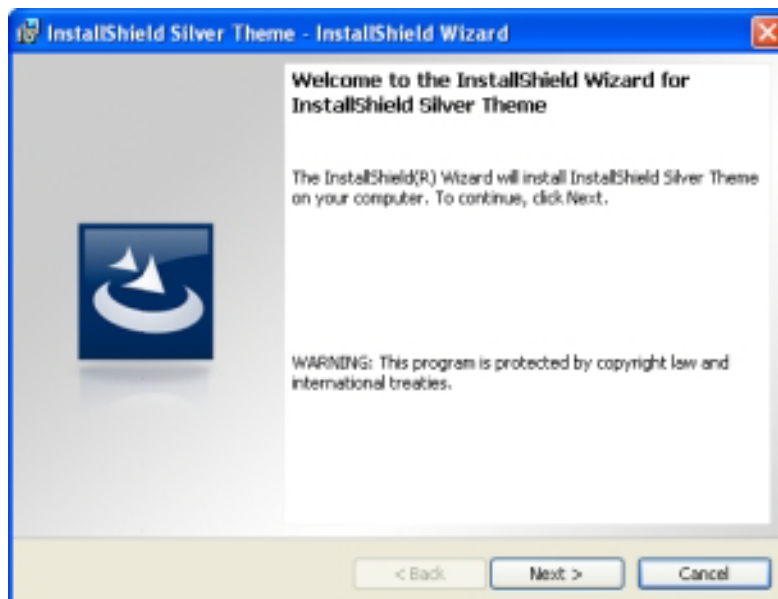 InstallShield Silver Theme - InstallShield Wizard
Welcome to the InstallShield Wizard for
InstallShield Silver Theme
The InstallShield(R) Wizard will install InstallShield Silver Theme
on your computer. To continue, click Next.
WARNING: This program is protected by copyright law and
international treaties.
< Back
Next >
Cancel